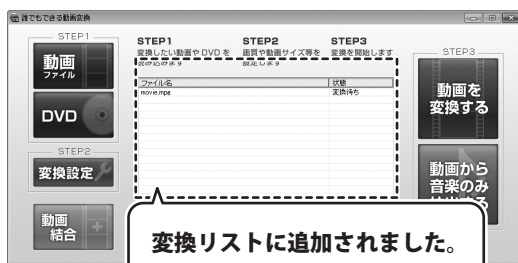 誰でもできる動画変換
STEP1
動画
ファイル
DVD
STEP2
変換設定
動画
結合
STEP1
変換したい動画や DVD を
読み込みます
STEP2
画質や動画サイズ等を
設定します
STEP3
変換を開始します
ファイル名
状態
movie.mpg
変換待ち
STEP3
動画を
変換する
動画から
音楽のみ
変換リストに追加されました。